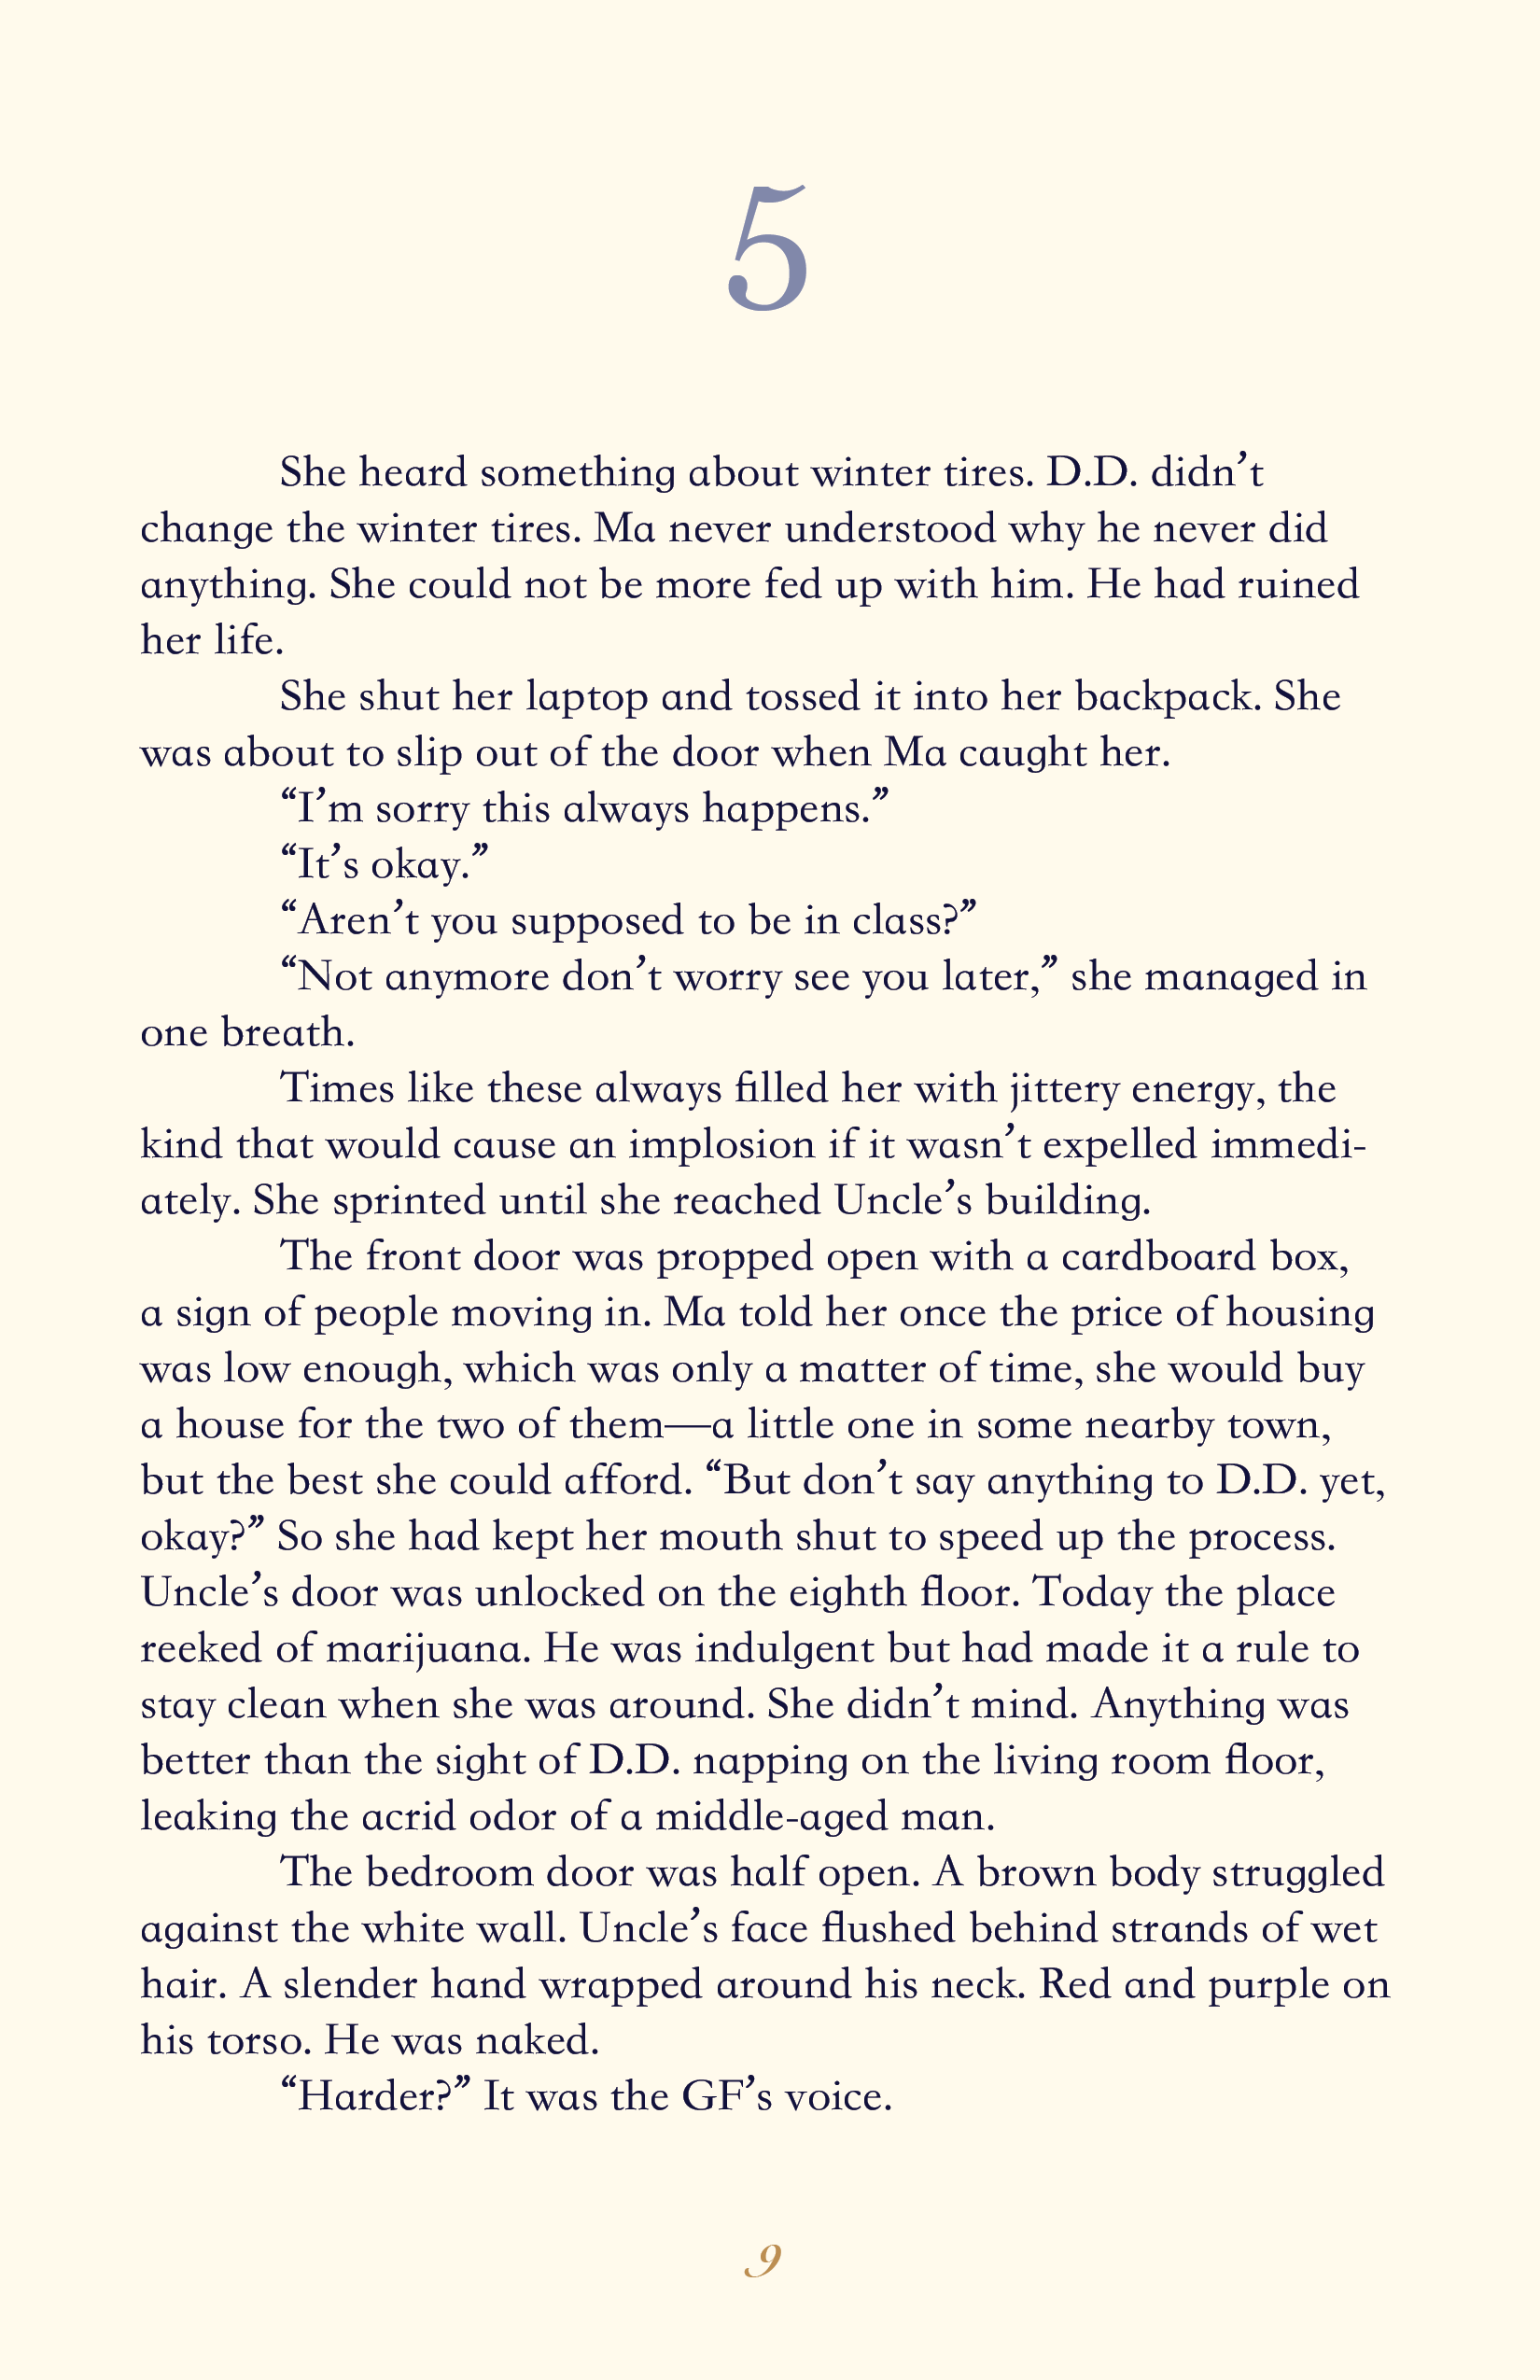 5
She heard something about winter tires. D.D. didn’t
change the winter tires. Ma never understood why he never did
anything. She could not be more fed up with him. He had ruined
her life.
She shut her laptop and tossed it into her backpack. She
was about to slip out of the door when Ma caught her.
“I’m sorry this always happens.”
“It’s okay.”
“Aren’t you supposed to be in class?”
“Not anymore don’t worry see you later,” she managed in
one breath.
Times like these always filled her with jittery energy, the
kind that would cause an implosion if it wasn’t expelled immedi-
ately. She sprinted until she reached Uncle’s building.
The front door was propped open with a cardboard box,
a sign of people moving in. Ma told her once the price of housing
was low enough, which was only a matter of time, she would buy
a house for the two of them—a little one in some nearby town,
but the best she could afford. “But don’t say anything to D.D. yet,
okay?” So she had kept her mouth shut to speed up the process.
Uncle’s door was unlocked on the eighth floor. Today the place
reeked of marijuana. He was indulgent but had made it a rule to
stay clean when she was around. She didn’t mind. Anything was
better than the sight of D.D. napping on the living room floor,
leaking the acrid odor of a middle-aged man.
The bedroom door was half open. A brown body struggled
against the white wall. Uncle’s face flushed behind strands of wet
hair. A slender hand wrapped around his neck. Red and purple on
his torso. He was naked.
“Harder?” It was the GF’s voice.
9